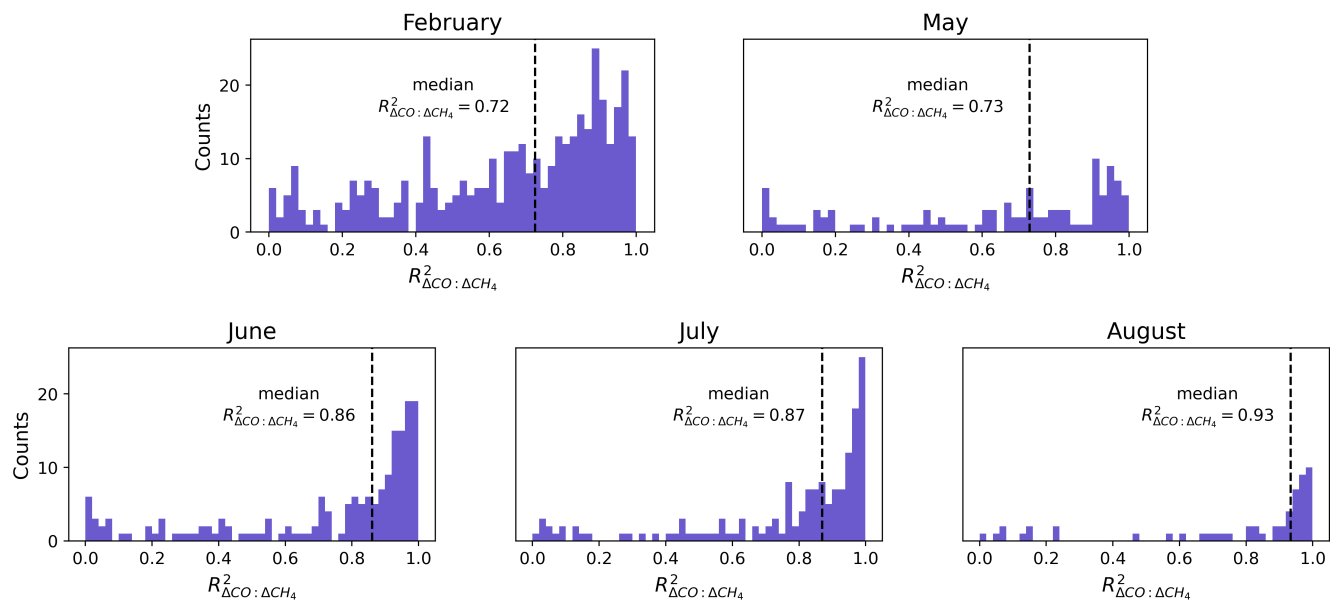 February
May
median
R²ΔCO:ΔCH₄ = 0.72
median
R²ΔCO:ΔCH₄ = 0.73
Counts
20
10
0
0.0 0.2 0.4 0.6 0.8 1.0
0.0 0.2 0.4 0.6 0.8 1.0
R²ΔCO:ΔCH₄
R²ΔCO:ΔCH₄
June
July
August
median
R²ΔCO:ΔCH₄ = 0.86
median
R²ΔCO:ΔCH₄ = 0.87
median
R²ΔCO:ΔCH₄ = 0.93
Counts
20
10
0
0.0 0.2 0.4 0.6 0.8 1.0
0.0 0.2 0.4 0.6 0.8 1.0
0.0 0.2 0.4 0.6 0.8 1.0
R²ΔCO:ΔCH₄
R²ΔCO:ΔCH₄
R²ΔCO:ΔCH₄